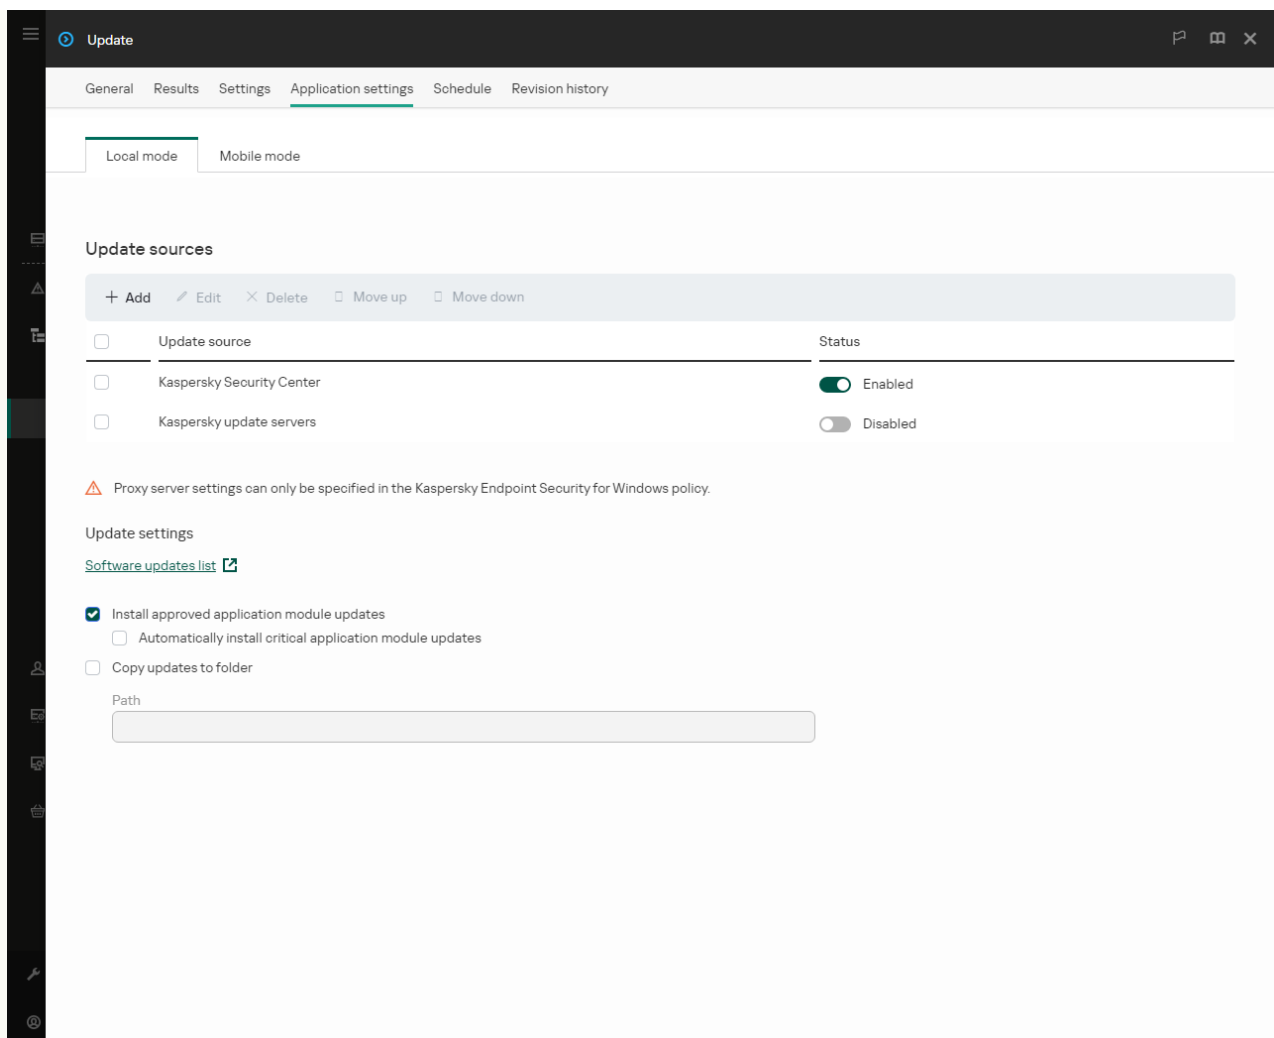 Update
General Results Settings Application settings Schedule Revision history
Local mode Mobile mode
Update sources
Add Edit Delete Move up Move down
Update source Status
Kaspersky Security Center Enabled
Kaspersky update servers Disabled
Proxy server settings can only be specified in the Kaspersky Endpoint Security for Windows policy.
Update settings
Software updates list
Install approved application module updates
Automatically install critical application module updates
Copy updates to folder
Path